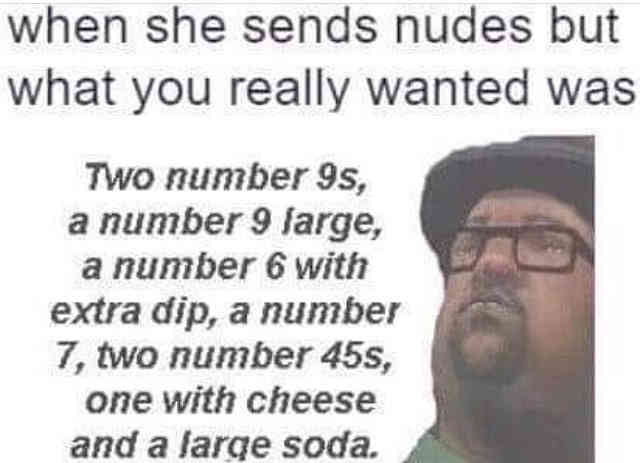 when she sends nudes but
what you really wanted was
Two number 9s,
a number 9 large,
a number 6 with
extra dip, a number
7, two number 45s,
one with cheese
and a large soda.